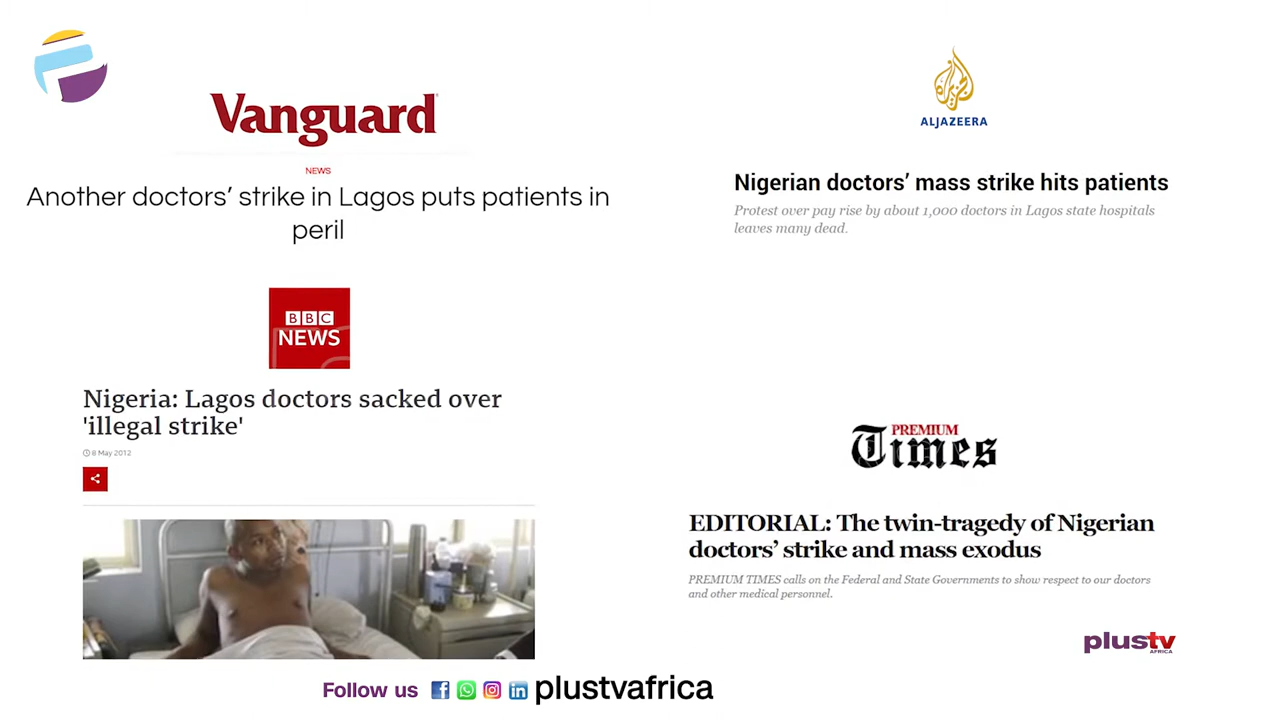 Vanguard
NEWS
Another doctors’ strike in Lagos puts patients in
peril
ALJAZEERA
Nigerian doctors’ mass strike hits patients
Protest over pay rise by about 1,000 doctors in Lagos state hospitals
leaves many dead.
BBC
NEWS
Nigeria: Lagos doctors sacked over
'illegal strike'
8 May 2012
PREMIUM
Times
EDITORIAL: The twin-tragedy of Nigerian
doctors’ strike and mass exodus
PREMIUM TIMES calls on the Federal and State Governments to show respect to our doctors
and other medical personnel.
plustv
AFRICA
Follow us plustvafrica